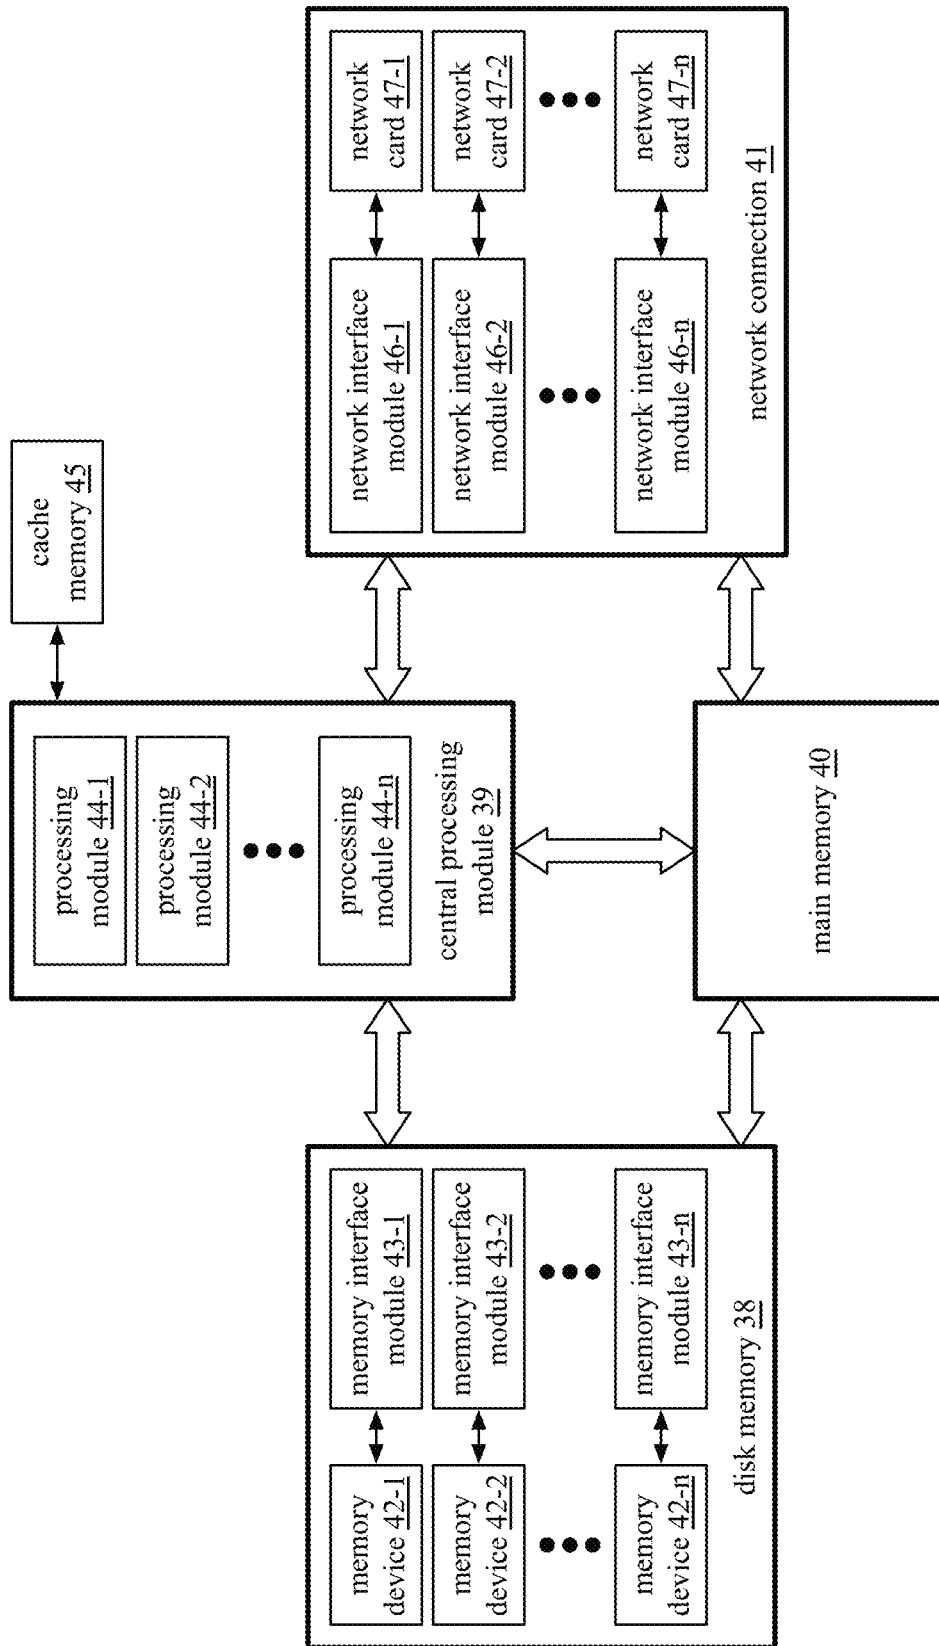 cache
memory 45
memory
device 42-1
memory interface
module 43-1
memory
device 42-2
memory interface
module 43-2
memory
device 42-n
memory interface
module 43-n
disk memory 38
processing
module 44-1
processing
module 44-2
processing
module 44-n
central processing
module 39
network interface
module 46-1
network
card 47-1
network interface
module 46-2
network
card 47-2
network interface
module 46-n
network
card 47-n
network connection 41
main memory 40